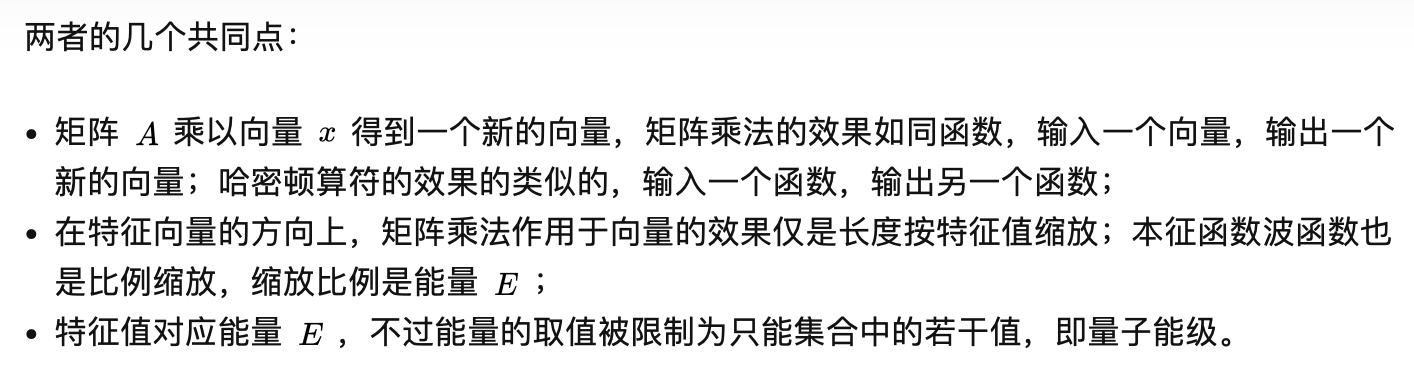 两者的几个共同点：
• 矩阵 A 乘以向量 x 得到一个新的向量，矩阵乘法的效果如同函数，输入一个向量，输出一个
新的向量；哈密顿算符的效果的类似的，输入一个函数，输出另一个函数；
• 在特征向量的方向上，矩阵乘法作用于向量的效果仅是长度按特征值缩放；本征函数波函数也
是比例缩放，缩放比例是能量 E ；
• 特征值对应能量 E ，不过能量的取值被限制为只能集合中的若干值，即量子能级。